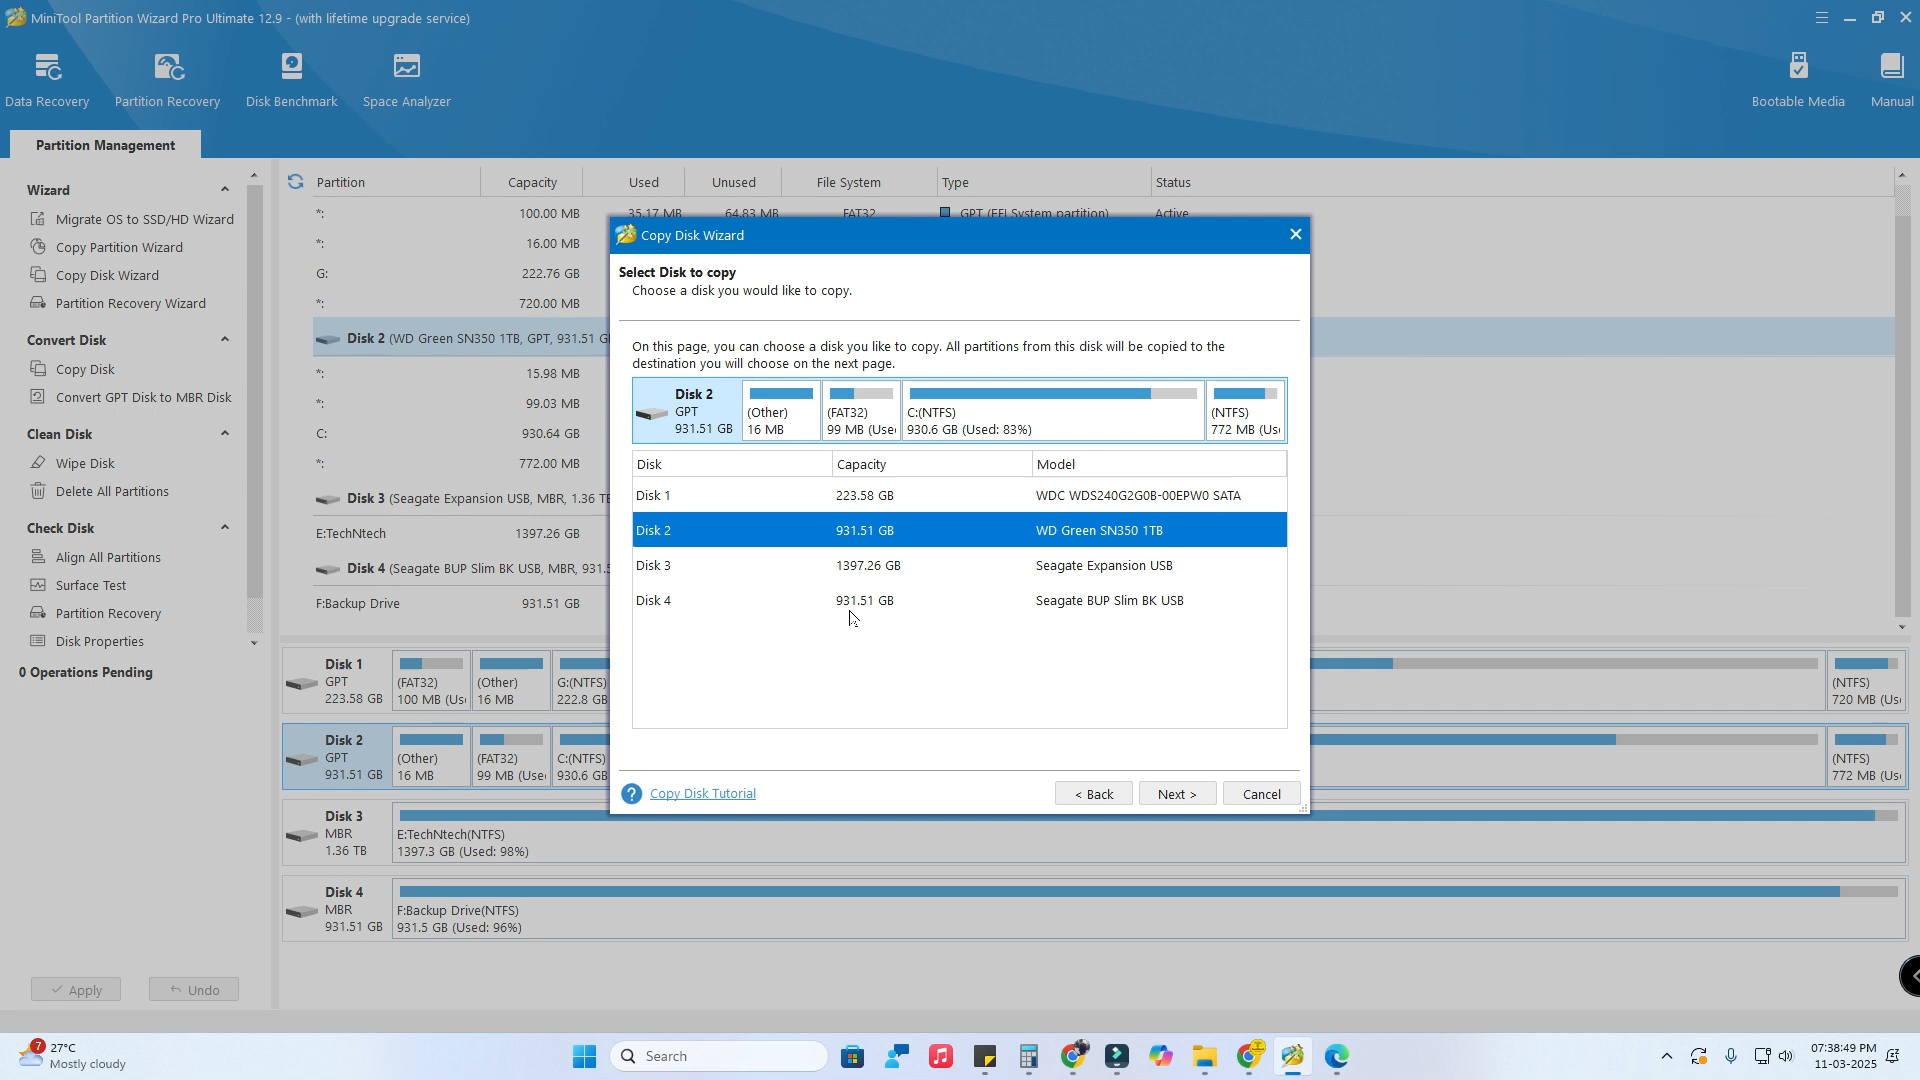 MiniTool Partition Wizard Pro Ultimate 12.9 - (with lifetime upgrade service)
Data Recovery
Partition Recovery
Disk Benchmark
Space Analyzer
Bootable Media
Manual
Partition Management
Wizard
Migrate OS to SSD/HD Wizard
Copy Partition Wizard
Copy Disk Wizard
Partition Recovery Wizard
Convert Disk
Copy Disk
Convert GPT Disk to MBR Disk
Clean Disk
Wipe Disk
Delete All Partitions
Check Disk
Align All Partitions
Surface Test
Partition Recovery
Disk Properties
0 Operations Pending
Apply
Undo
Partition Capacity Used Unused File System Type Status
*: 100.00 MB 35.17 MB 64.83 MB FAT32 GPT (EFI System partition) Active
*: 16.00 MB
G: 222.76 GB
*: 720.00 MB
Disk 2 (WD Green SN350 1TB, GPT, 931.51 G
*: 15.98 MB
*: 99.03 MB
C: 930.64 GB
*: 772.00 MB
Disk 3 (Seagate Expansion USB, MBR, 1.36 T
E:TechNtech 1397.26 GB
Disk 4 (Seagate BUP Slim BK USB, MBR, 931.5
F:Backup Drive 931.51 GB
Copy Disk Wizard
Select Disk to copy
Choose a disk you would like to copy.
On this page, you can choose a disk you like to copy. All partitions from this disk will be copied to the
destination you will choose on the next page.
Disk 2
GPT
931.51 GB
(Other)
16 MB
(FAT32)
99 MB (Use
C:(NTFS)
930.6 GB (Used: 83%)
(NTFS)
772 MB (Us
Disk Capacity Model
Disk 1 223.58 GB WDC WDS240G2G0B-00EPW0 SATA
Disk 2 931.51 GB WD Green SN350 1TB
Disk 3 1397.26 GB Seagate Expansion USB
Disk 4 931.51 GB Seagate BUP Slim BK USB
? Copy Disk Tutorial
< Back
Next >
Cancel
Disk 1
GPT
223.58 GB
(FAT32)
100 MB (Us
(Other)
16 MB
G:(NTFS)
222.8 GB
(NTFS)
720 MB (Us
Disk 2
GPT
931.51 GB
(Other)
16 MB
(FAT32)
99 MB (Use
C:(NTFS)
930.6 GB
(NTFS)
772 MB (Us
Disk 3
MBR
1.36 TB
E:TechNtech(NTFS)
1397.3 GB (Used: 98%)
Disk 4
MBR
931.51 GB
F:Backup Drive(NTFS)
931.5 GB (Used: 96%)
7
27°C
Mostly cloudy
Search
07:38:49 PM
11-03-2025